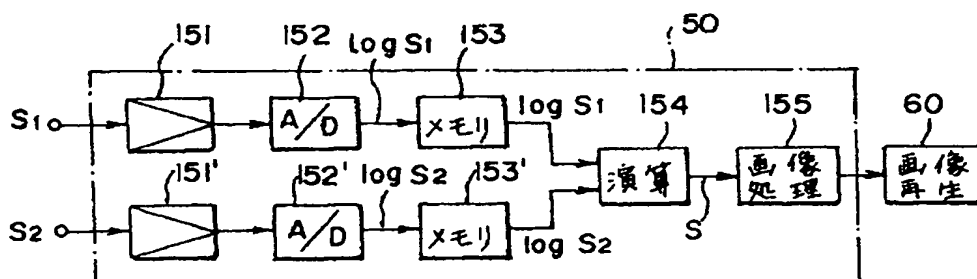 151
152
log S1
153
50
S1
A/D
メモリ
log S1
154
155
60
151'
152'
log S2
153'
演算
S
画像
処理
画像
再生
S2
A/D
メモリ
log S2